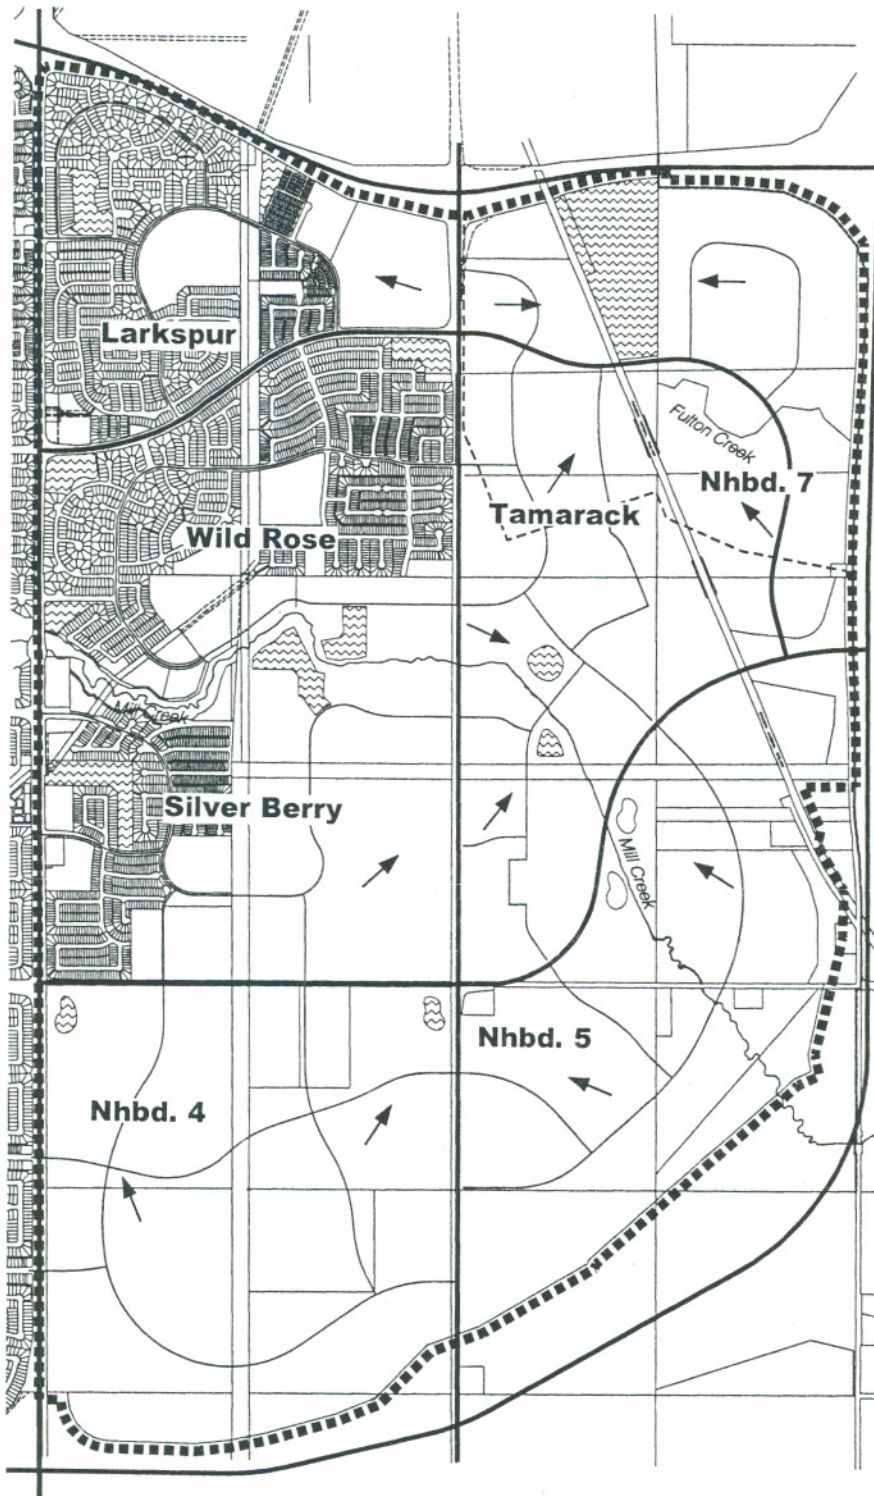 Larkspur
Fulton Creek
Nhbd. 7
Tamarack
Wild Rose
Mill Creek
Silver Berry
Mill Creek
Nhbd. 5
Nhbd. 4